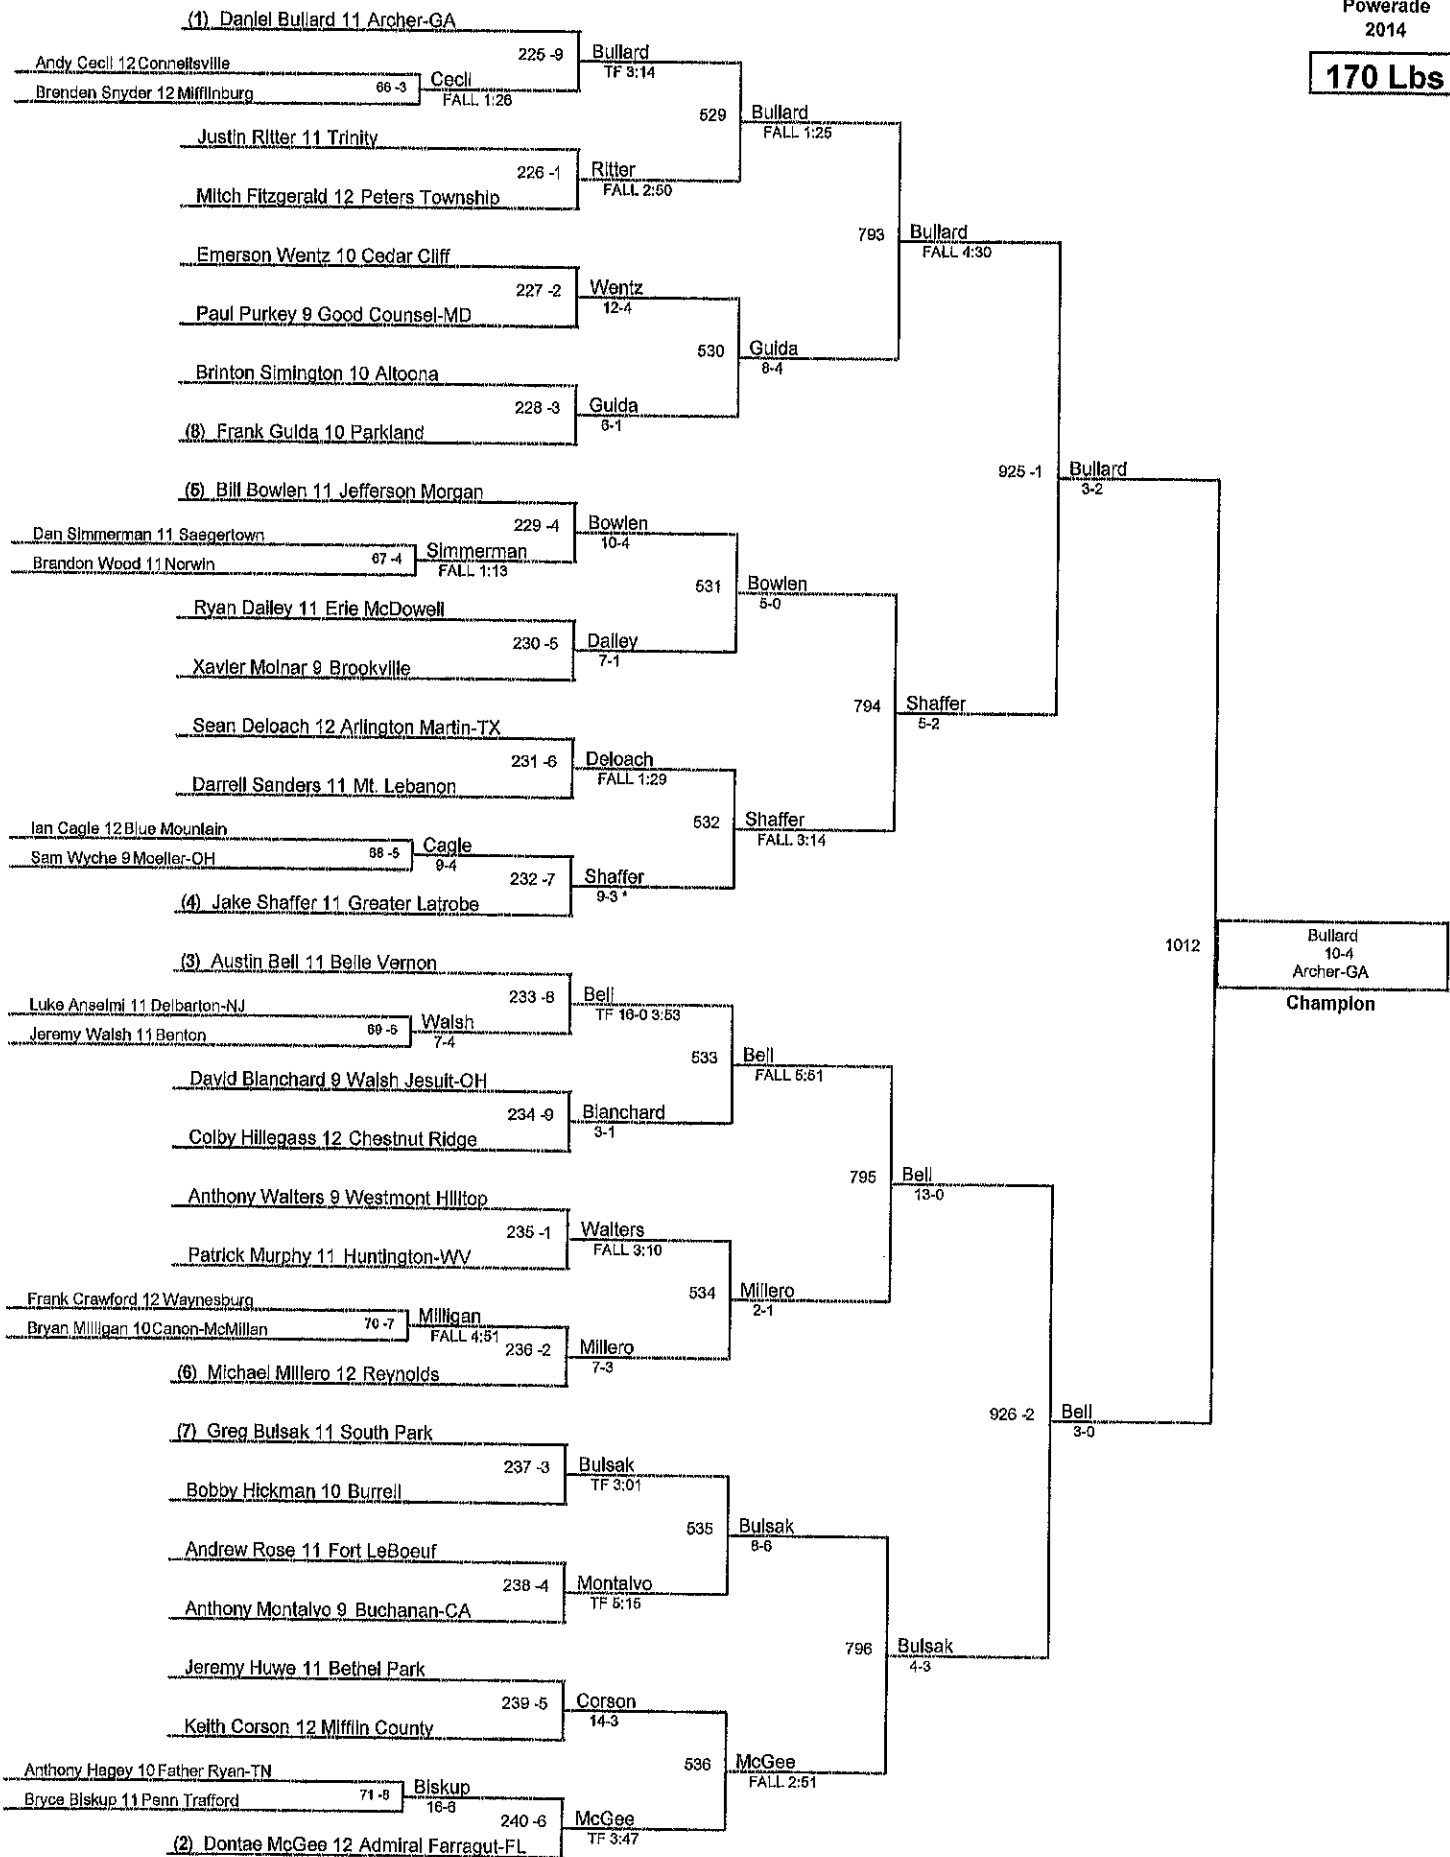 Powerade
2014
170 Lbs
(1) Daniel Bullard 11 Archer-GA
225 -9
Bullard
TF 3:14
Andy Cecli 12 Connellsville
66 -3
Cecli
FALL 1:26
Brenden Snyder 12 Mifflinburg
529
Bullard
FALL 1:25
Justin Ritter 11 Trinity
226 -1
Ritter
FALL 2:50
Mitch Fitzgerald 12 Peters Township
793
Bullard
FALL 4:30
Emerson Wentz 10 Cedar Cliff
227 -2
Wentz
12-4
Paul Purkey 9 Good Counsel-MD
530
Guida
8-4
Brinton Simington 10 Altoona
228 -3
Guida
6-1
(8) Frank Guida 10 Parkland
925 -1
Bullard
3-2
(5) Bill Bowlen 11 Jefferson Morgan
229 -4
Bowlen
10-4
Dan Simmerman 11 Saegertown
67 -4
Simmerman
FALL 1:13
Brandon Wood 11 Norwin
531
Bowlen
5-0
Ryan Dailey 11 Erie McDowell
230 -5
Dailey
7-1
Xavier Molnar 9 Brookville
794
Shaffer
5-2
Sean Deloach 12 Arlington Martin-TX
231 -6
Deloach
FALL 1:29
Darrell Sanders 11 Mt. Lebanon
532
Shaffer
FALL 3:14
Ian Cagle 12 Blue Mountain
68 -5
Cagle
9-4
Sam Wyche 9 Moeller-OH
232 -7
Shaffer
9-3 *
(4) Jake Shaffer 11 Greater Latrobe
1012
Bullard
10-4
Archer-GA
Champion
(3) Austin Bell 11 Belle Vernon
233 -8
Bell
TF 16-0 3:53
Luke Anselmi 11 Delbarton-NJ
69 -6
Walsh
7-4
Jeremy Walsh 11 Benton
533
Bell
FALL 5:51
David Blanchard 9 Walsh Jesuit-OH
234 -9
Blanchard
3-1
Colby Hillegass 12 Chestnut Ridge
795
Bell
13-0
Anthony Walters 9 Westmont Hilltop
235 -1
Walters
FALL 3:10
Patrick Murphy 11 Huntington-WV
534
Millero
2-1
Frank Crawford 12 Waynesburg
70 -7
Milligan
FALL 4:51
Bryan Milligan 10 Canon-McMillan
236 -2
Millero
7-3
(6) Michael Millero 12 Reynolds
926 -2
Bell
3-0
(7) Greg Bulsak 11 South Park
237 -3
Bulsak
TF 3:01
Bobby Hickman 10 Burrell
535
Bulsak
8-6
Andrew Rose 11 Fort LeBoeuf
238 -4
Montalvo
TF 5:15
Anthony Montalvo 9 Buchanan-CA
796
Bulsak
4-3
Jeremy Huwe 11 Bethel Park
239 -5
Corson
14-3
Keith Corson 12 Mifflin County
536
McGee
FALL 2:51
Anthony Hagey 10 Father Ryan-TN
71 -8
Biskup
16-6
Bryce Biskup 11 Penn Trafford
240 -6
McGee
TF 3:47
(2) Dontae McGee 12 Admiral Farragut-FL